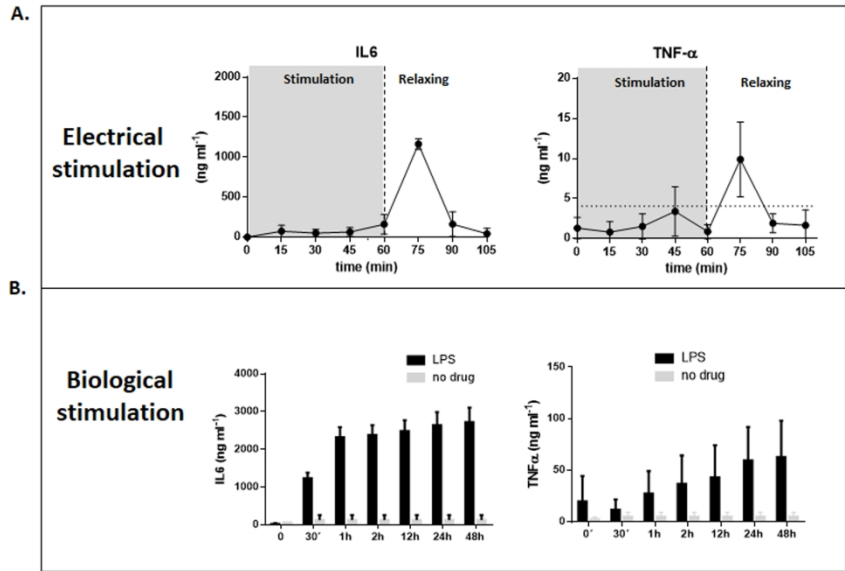 A.
Electrical
stimulation
IL6
Stimulation
Relaxing
(ng ml⁻¹)
2000
1500
1000
500
0
0 15 30 45 60 75 90 105
time (min)
TNF-α
Stimulation
Relaxing
(ng ml⁻¹)
20
15
10
5
0
0 15 30 45 60 75 90 105
time (min)
B.
Biological
stimulation
LPS
no drug
IL6 (ng ml⁻¹)
4000
3000
2000
1000
0
0 30´ 1h 2h 12h 24h 48h
LPS
no drug
TNFα (ng ml⁻¹)
150
100
50
0
0´ 30´ 1h 2h 12h 24h 48h